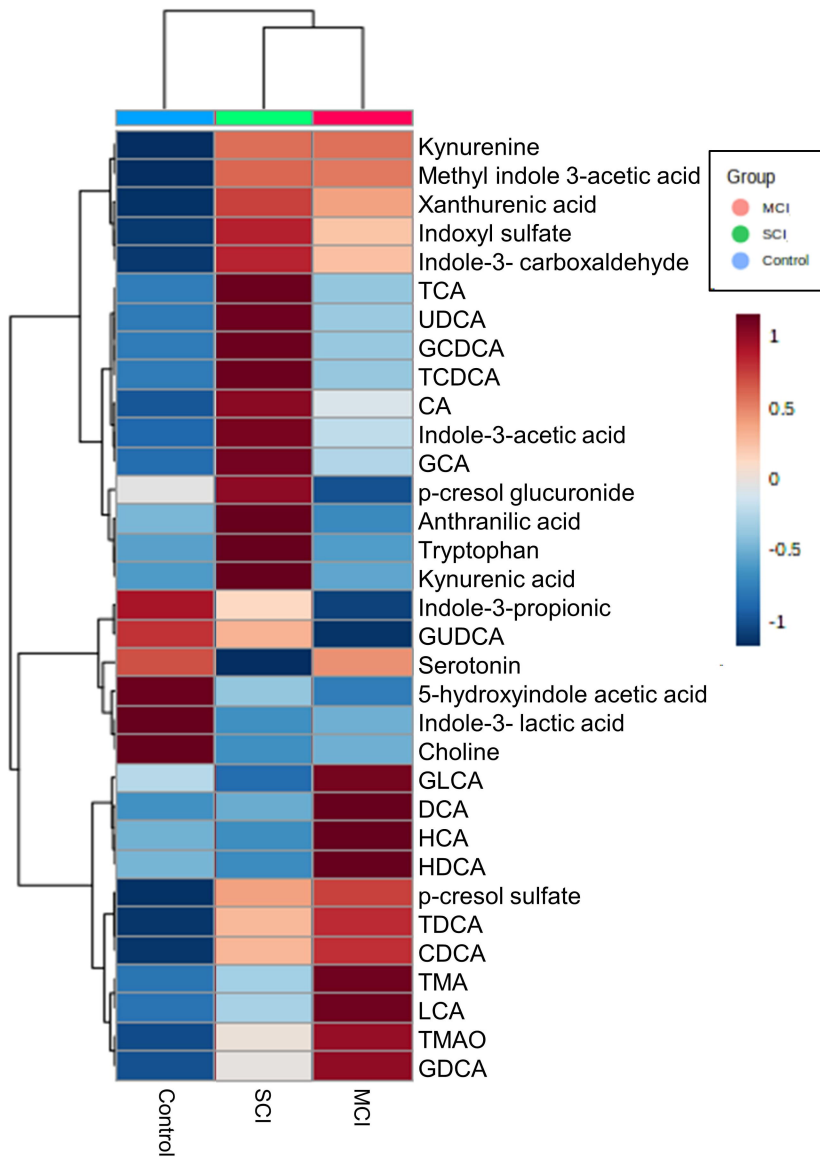 Kynurenine
Methyl indole 3-acetic acid
Xanthurenic acid
Indoxyl sulfate
Indole-3- carboxaldehyde
TCA
UDCA
GCDCA
TCDCA
CA
Indole-3-acetic acid
GCA
p-cresol glucuronide
Anthranilic acid
Tryptophan
Kynurenic acid
Indole-3-propionic
GUDCA
Serotonin
5-hydroxyindole acetic acid
Indole-3- lactic acid
Choline
GLCA
DCA
HCA
HDCA
p-cresol sulfate
TDCA
CDCA
TMA
LCA
TMAO
GDCA
Control
SCI
MCI
Group
MCI
SCI
Control
1
0.5
0
-0.5
-1